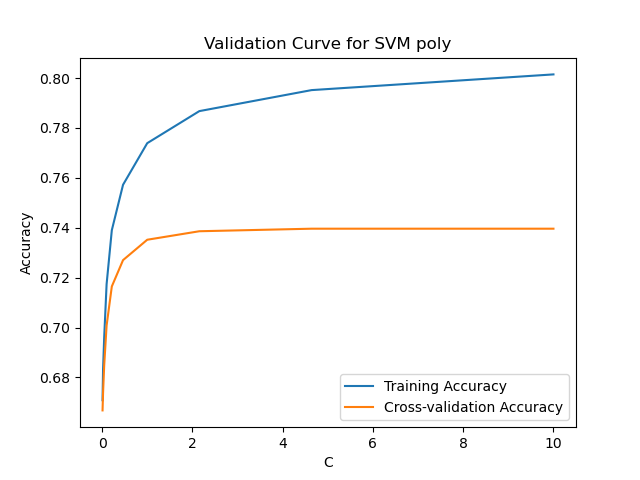 Validation Curve for SVM poly
0.80
0.78
0.76
0.74
0.72
0.70
0.68
Accuracy
Training Accuracy
Cross-validation Accuracy
0 2 4 6 8 10
C